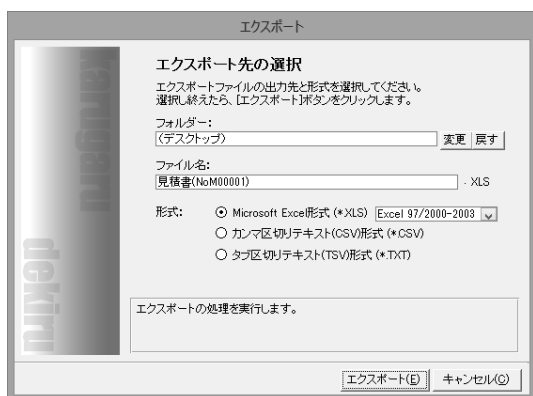 エクスポート
エクスポート先の選択
エクスポートファイルの出力先と形式を選択してください。
選択し終えたら、[エクスポート]ボタンをクリックします。
フォルダー:
(デスクトップ) 変更 戻す
ファイル名:
見積書(NoM00001) . XLS
形式: Microsoft Excel形式 (*.XLS) Excel 97/2000-2003
カンマ区切りテキスト(CSV)形式 (*.CSV)
タブ区切りテキスト(TSV)形式 (*.TXT)
エクスポートの処理を実行します。
エクスポート(E) キャンセル(C)
karugaru
dekiru